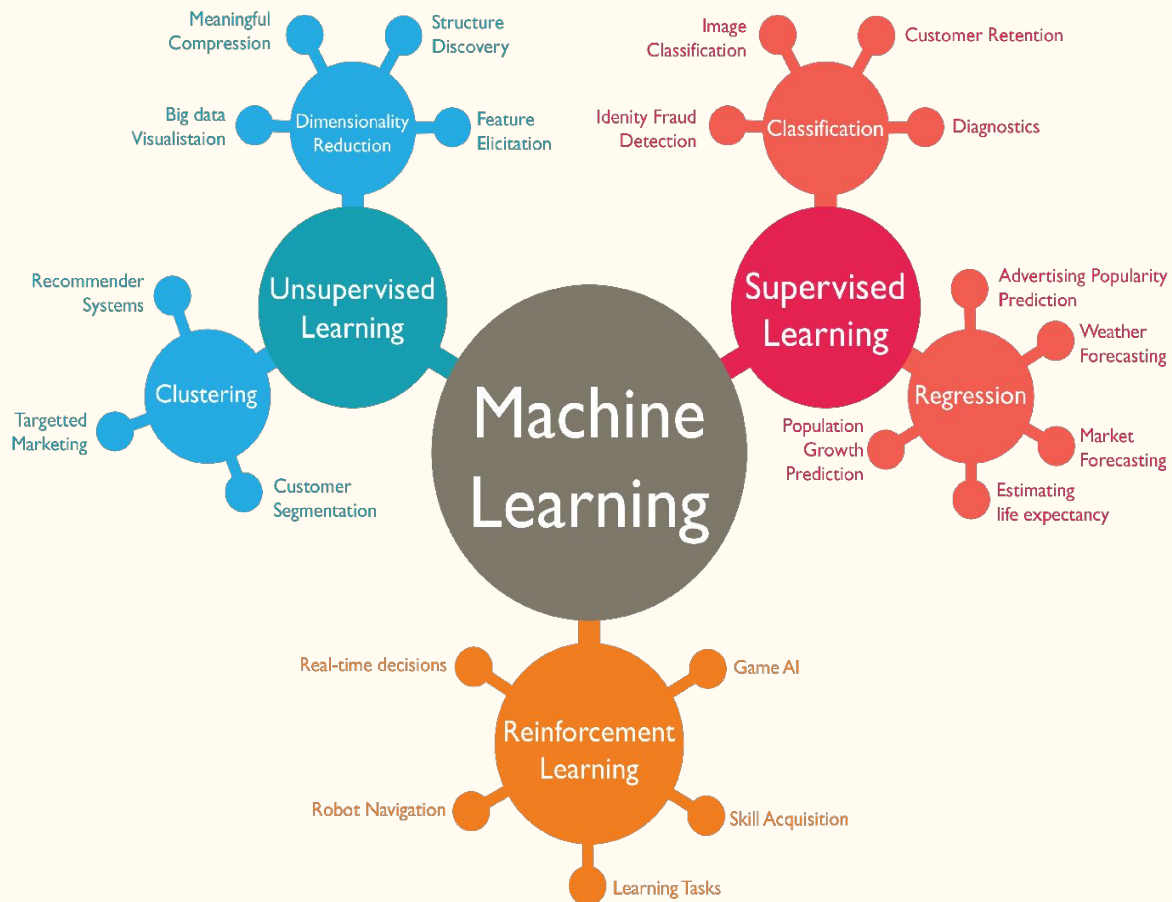 Machine
Learning
Unsupervised
Learning
Dimensionality
Reduction
Meaningful
Compression
Structure
Discovery
Big data
Visualistaion
Feature
Elicitation
Clustering
Recommender
Systems
Targetted
Marketing
Customer
Segmentation
Supervised
Learning
Classification
Image
Classification
Customer Retention
Idenity Fraud
Detection
Diagnostics
Regression
Advertising Popularity
Prediction
Weather
Forecasting
Population
Growth
Prediction
Market
Forecasting
Estimating
life expectancy
Reinforcement
Learning
Real-time decisions
Game AI
Robot Navigation
Skill Acquisition
Learning Tasks